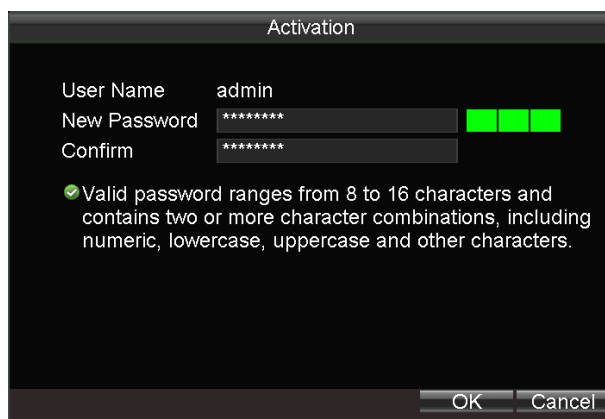 Activation
User Name admin
New Password ********
Confirm ********
Valid password ranges from 8 to 16 characters and
contains two or more character combinations, including
numeric, lowercase, uppercase and other characters.
OK Cancel